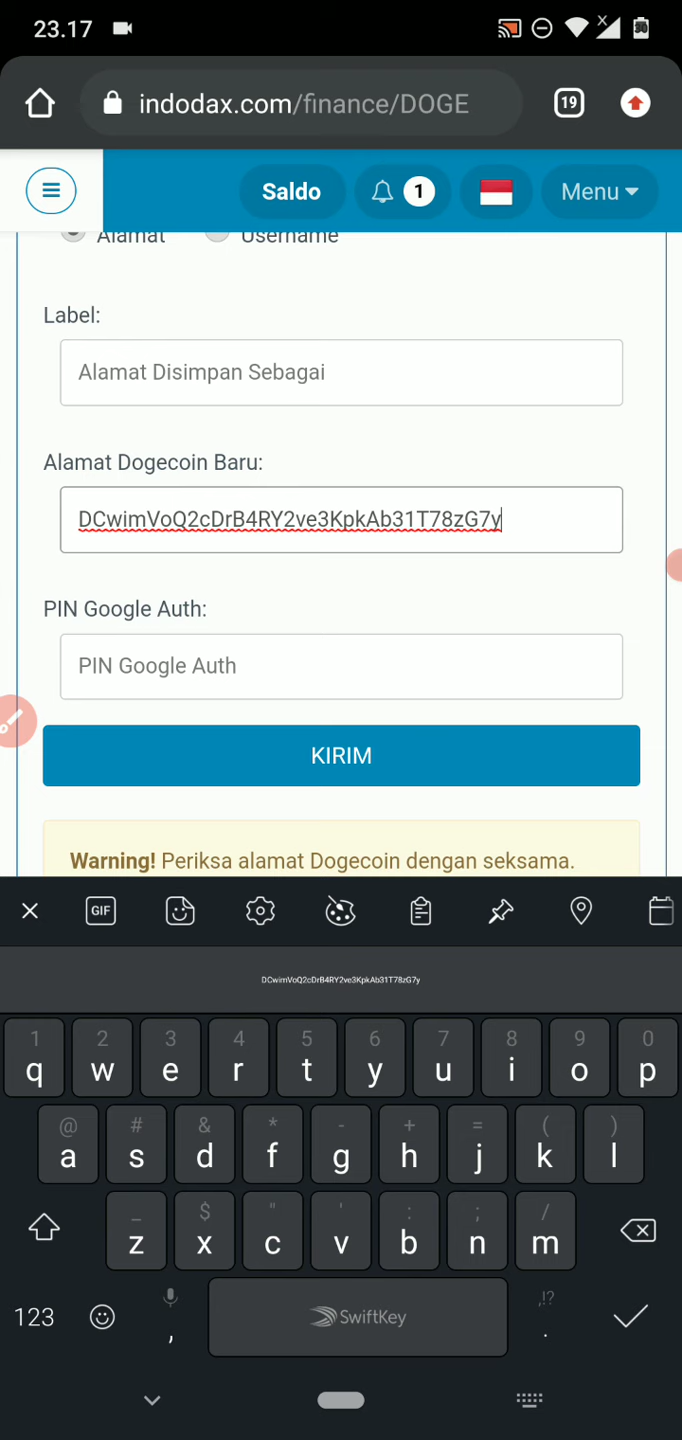 23.17
30
indodax.com/finance/DOGE
19
Saldo
1
Menu
Alamat
Username
Label:
Alamat Disimpan Sebagai
Alamat Dogecoin Baru:
DCwimVoQ2cDrB4RY2ve3KpkAb31T78zG7y
PIN Google Auth:
PIN Google Auth
KIRIM
Warning! Periksa alamat Dogecoin dengan seksama.
GIF
DCwimVoQ2cDrB4RY2ve3KpkAb31T78zG7y
1 2 3 4 5 6 7 8 9 0
q w e r t y u i o p
@ # & * - + = ( )
a s d f g h j k l
_ $ " ' : ; /
z x c v b n m
123 , SwiftKey ,!? .